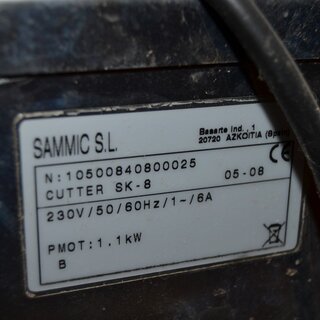 SAMMIC S.L.
Basarte Ind., 1
20720 AZKOITIA (Spain)
N:10500840800025
CUTTER SK-8 05-08
CE
230V/50/60Hz/1~/6A
PMOT:1.1kW
B